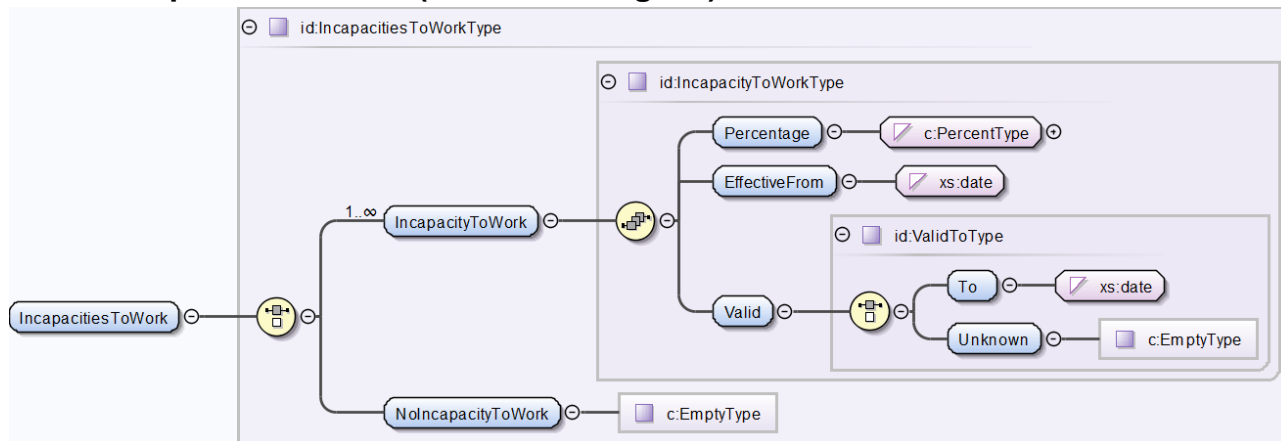 id:IncapacitiesToWorkType
id:IncapacityToWorkType
Percentage
c:PercentType
EffectiveFrom
xs:date
1..∞
IncapacityToWork
id:ValidToType
To
xs:date
Valid
IncapacitiesToWork
Unknown
c:EmptyType
NoIncapacityToWork
c:EmptyType